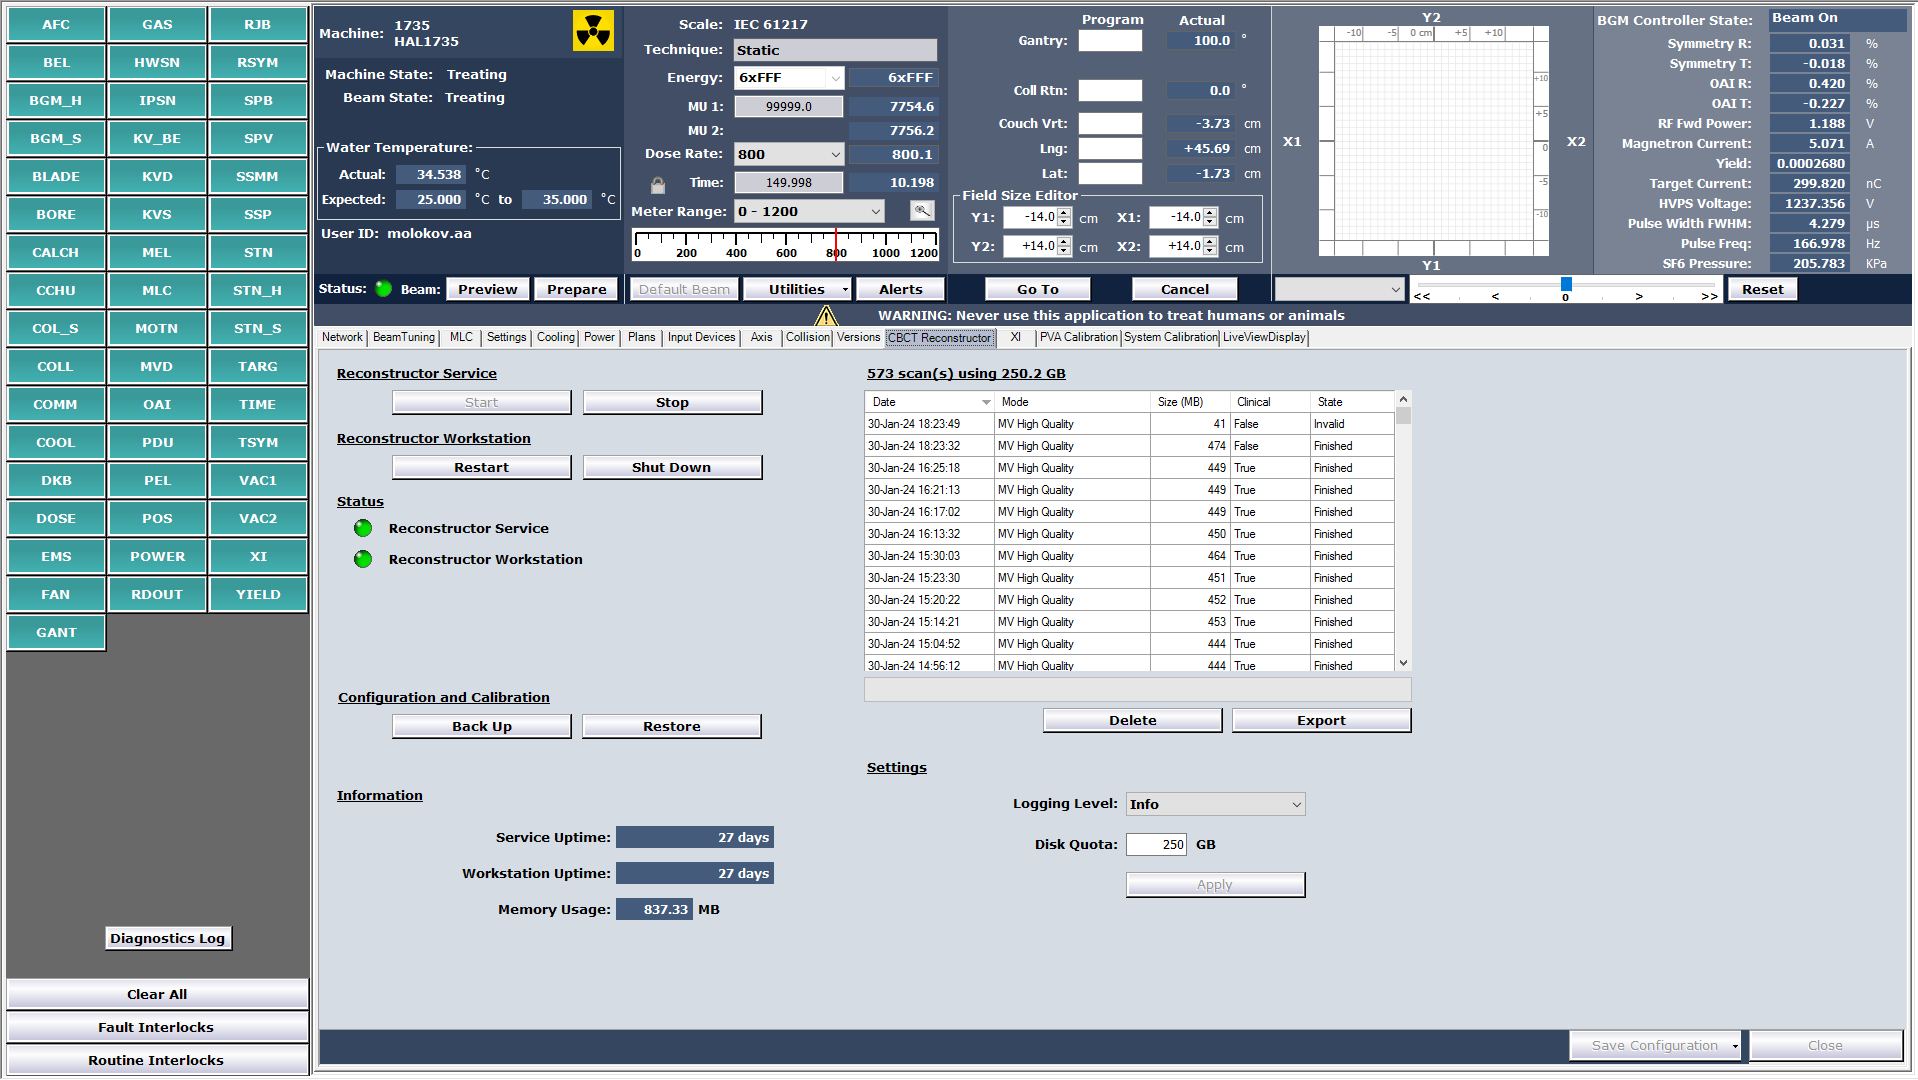 AFC GAS RJB
BEL HWSN RSYM
BGM_H IPSN SPB
BGM_S KV_BE SPV
BLADE KVD SSMM
BORE KVS SSP
CALCH MEL STN
CCHU MLC STN_H
COL_S MOTN STN_S
COLL MVD TARG
COMM OAI TIME
COOL PDU TSYM
DKB PEL VAC1
DOSE POS VAC2
EMS POWER XI
FAN RDOUT YIELD
GANT
Diagnostics Log
Clear All
Fault Interlocks
Routine Interlocks
Machine: 1735
HAL1735
Machine State: Treating
Beam State: Treating
Water Temperature:
Actual: 34.538 °C
Expected: 25.000 °C to 35.000 °C
User ID: molokov.aa
Status: Beam: Preview Prepare
Scale: IEC 61217
Technique: Static
Energy: 6xFFF 6xFFF
MU 1: 99999.0 7754.6
MU 2: 7756.2
Dose Rate: 800 800.1
Time: 149.998 10.198
Meter Range: 0 - 1200
0 200 400 600 800 1000 1200
Default Beam Utilities Alerts
Program Actual
Gantry: 100.0 °
Coll Rtn: 0.0 °
Couch Vrt: -3.73 cm
Lng: +45.69 cm
Lat: -1.73 cm
Field Size Editor
Y1: -14.0 cm X1: -14.0 cm
Y2: +14.0 cm X2: +14.0 cm
Go To Cancel
Y2
-10 -5 0 cm +5 +10
+10
+5
X1 0 X2
-5
-10
Y1
<< < 0 > >> Reset
BGM Controller State: Beam On
Symmetry R: 0.031 %
Symmetry T: -0.018 %
OAI R: 0.420 %
OAI T: -0.227 %
RF Fwd Power: 1.188 V
Magnetron Current: 5.071 A
Yield: 0.0002680
Target Current: 299.820 nC
HVPS Voltage: 1237.356 V
Pulse Width FWHM: 4.279 µs
Pulse Freq: 166.978 Hz
SF6 Pressure: 205.783 KPa
WARNING: Never use this application to treat humans or animals
Network BeamTuning MLC Settings Cooling Power Plans Input Devices Axis Collision Versions CBCT Reconstructor XI PVA Calibration System Calibration LiveViewDisplay
Reconstructor Service
Start Stop
Reconstructor Workstation
Restart Shut Down
Status
Reconstructor Service
Reconstructor Workstation
Configuration and Calibration
Back Up Restore
Information
Service Uptime: 27 days
Workstation Uptime: 27 days
Memory Usage: 837.33 MB
573 scan(s) using 250.2 GB
Date Mode Size (MB) Clinical State
30-Jan-24 18:23:49 MV High Quality 41 False Invalid
30-Jan-24 18:23:32 MV High Quality 474 False Finished
30-Jan-24 16:25:18 MV High Quality 449 True Finished
30-Jan-24 16:21:13 MV High Quality 449 True Finished
30-Jan-24 16:17:02 MV High Quality 449 True Finished
30-Jan-24 16:13:32 MV High Quality 450 True Finished
30-Jan-24 15:30:03 MV High Quality 464 True Finished
30-Jan-24 15:23:30 MV High Quality 451 True Finished
30-Jan-24 15:20:22 MV High Quality 452 True Finished
30-Jan-24 15:14:21 MV High Quality 453 True Finished
30-Jan-24 15:04:52 MV High Quality 444 True Finished
30-Jan-24 14:56:12 MV High Quality 444 True Finished
Delete Export
Settings
Logging Level: Info
Disk Quota: 250 GB
Apply
Save Configuration Close